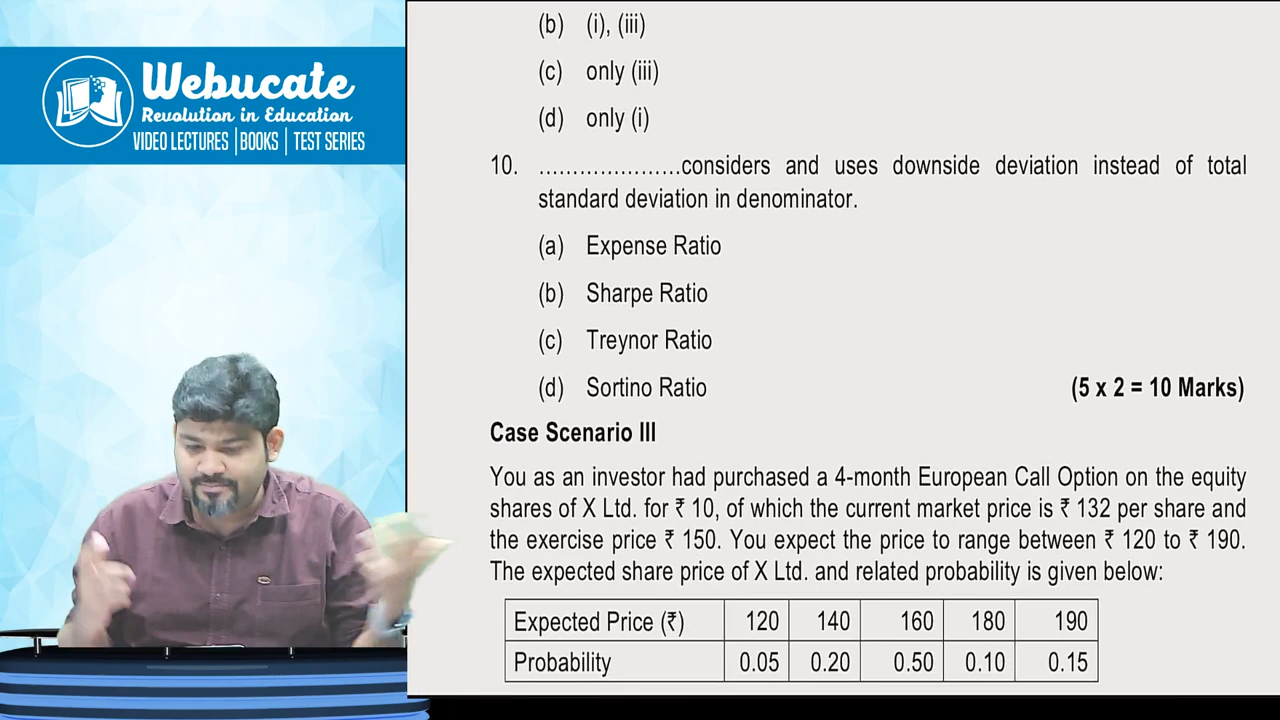 Webucate
Revolution in Education
VIDEO LECTURES | BOOKS | TEST SERIES
(b) (i), (iii)
(c) only (iii)
(d) only (i)
10. …………………considers and uses downside deviation instead of total
standard deviation in denominator.
(a) Expense Ratio
(b) Sharpe Ratio
(c) Treynor Ratio
(d) Sortino Ratio (5 x 2 = 10 Marks)
Case Scenario III
You as an investor had purchased a 4-month European Call Option on the equity
shares of X Ltd. for ₹ 10, of which the current market price is ₹ 132 per share and
the exercise price ₹ 150. You expect the price to range between ₹ 120 to ₹ 190.
The expected share price of X Ltd. and related probability is given below:
Expected Price (₹) 120 140 160 180 190
Probability 0.05 0.20 0.50 0.10 0.15